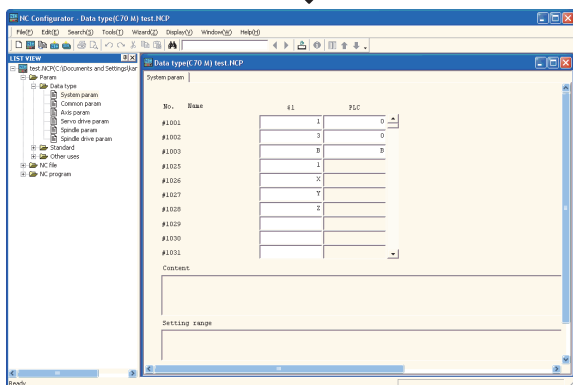 NC Configurator - Data type(C70 M) test.NCP
File(F) Edit(E) Search(S) Tools(T) Wizard(Z) Display(V) Window(W) Help(H)
LIST VIEW
test.NCP(C:\Documents and Settings\kar
Param
Data type
System param
Common param
Axis param
Servo drive param
Spindle param
Spindle drive param
Standard
Other uses
NC file
NC program
Data type(C70 M) test.NCP
System param
No. Name $1 PLC
#1001 1 0
#1002 3 0
#1003 B B
#1025 1
#1026 X
#1027 Y
#1028 Z
#1029
#1030
#1031
Content
Setting range
Ready